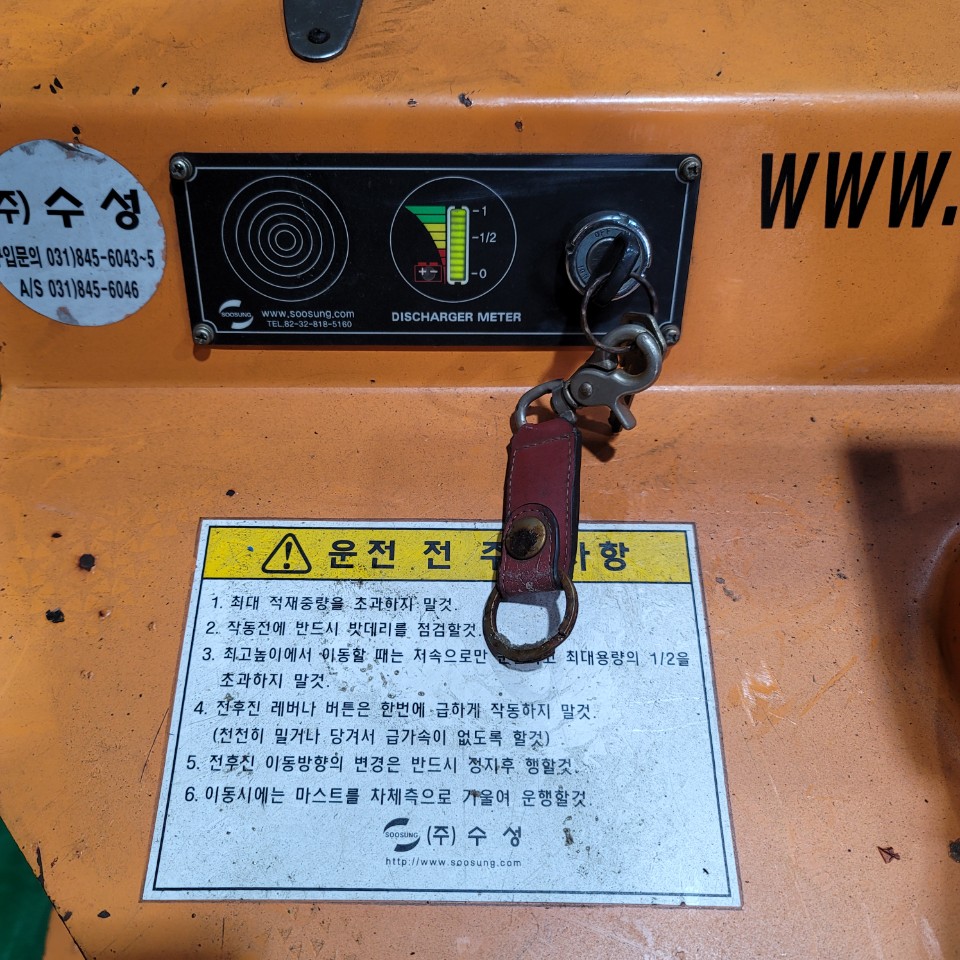 주) 수 성
입문의 031)845-6043~5
A/S 031)845-6046
WWW.
1
1/2
0
OFF
SOOSUNG
www.soosung.com
TEL,82-32-818-5160
DISCHARGER METER
운전 전 사항
1. 최대 적재중량을 초과하지 말것.
2. 작동전에 반드시 밧데리를 점검할것.
3. 최고높이에서 이동할 때는 저속으로만 최대용량의 1/2을
초과하지 말것.
4. 전후진 레버나 버튼은 한번에 급하게 작동하지 말것.
(천천히 밀거나 당겨서 급가속이 없도록 할것)
5. 전후진 이동방향의 변경은 반드시 정지후 행할것.
6. 이동시에는 마스트를 차체측으로 기울여 운행할것.
SOOSUNG (주) 수 성
http://www.soosung.com